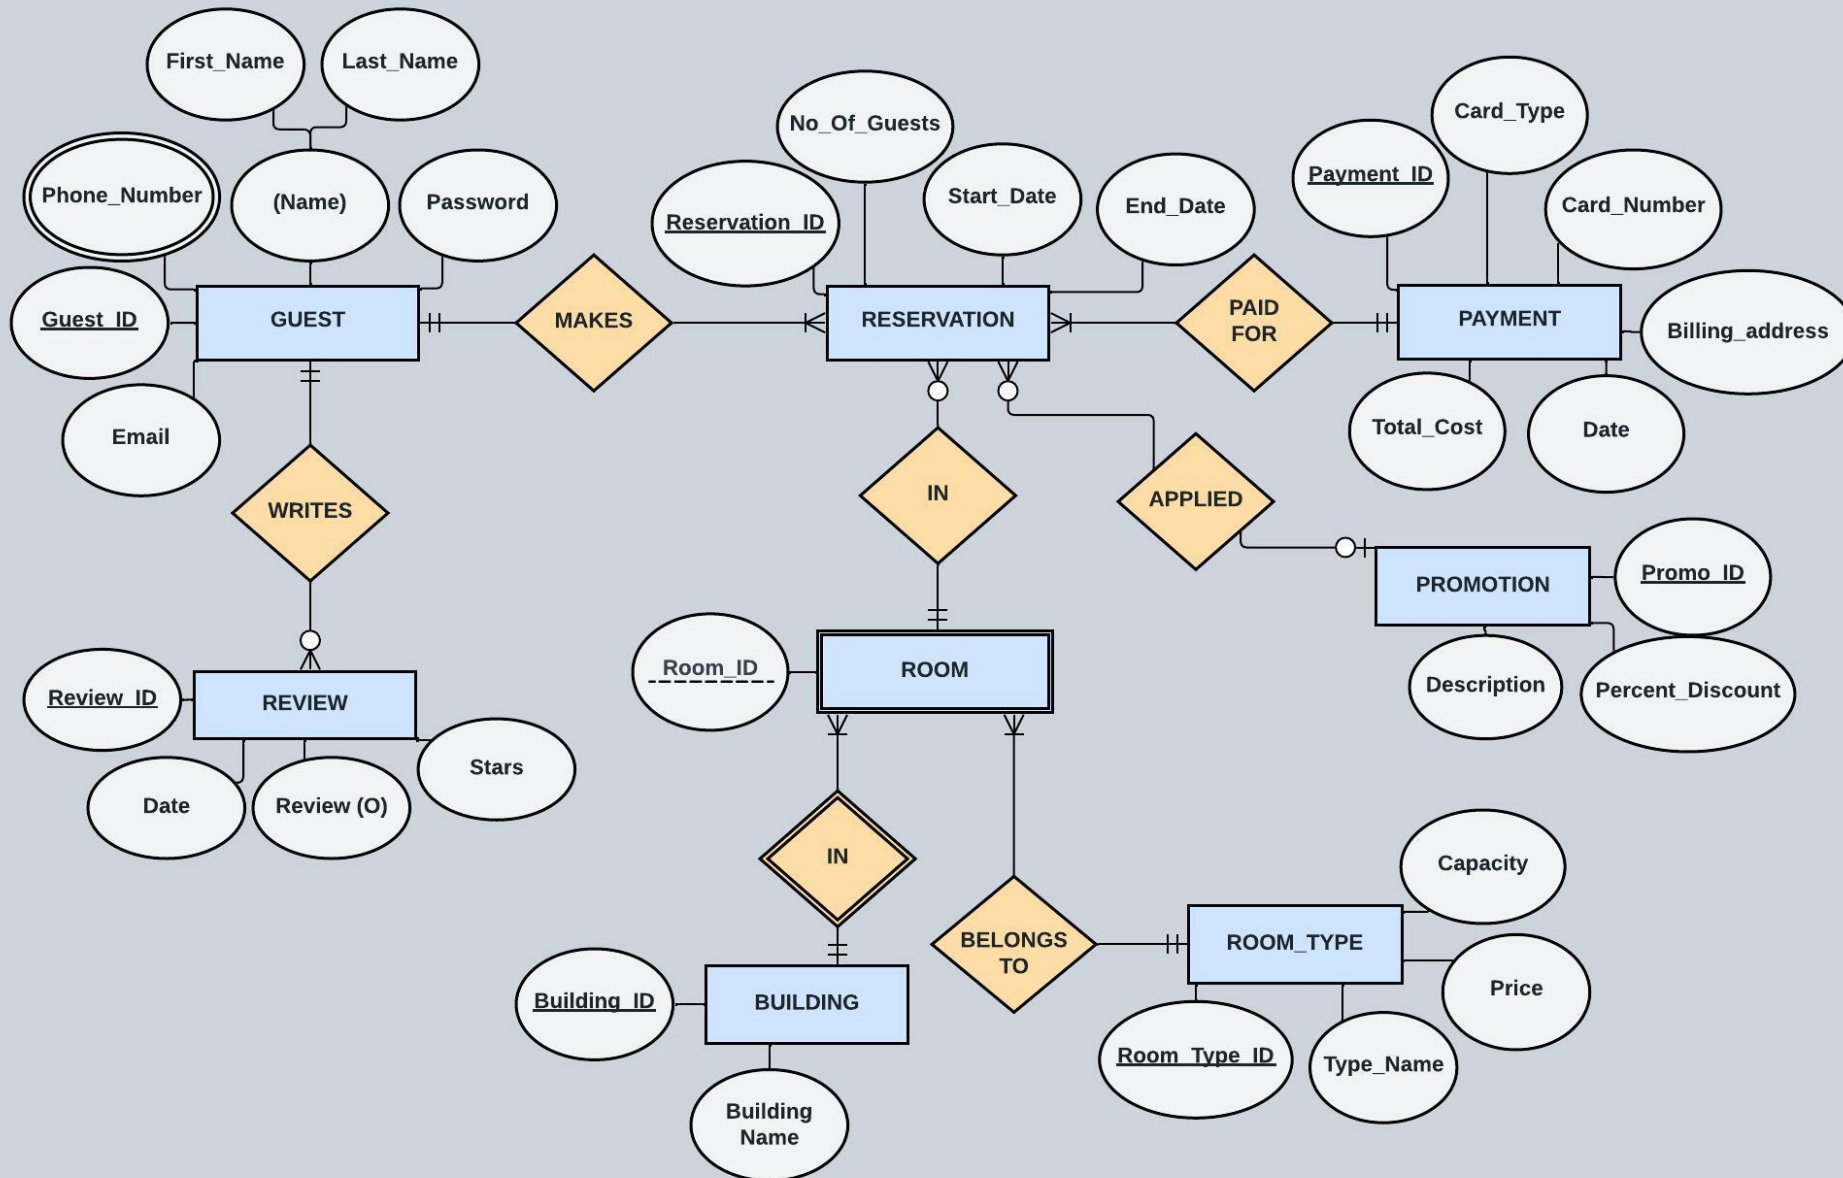 First_Name
Last_Name
No_Of_Guests
Card_Type
Payment_ID
Phone_Number
(Name)
Password
Reservation_ID
Start_Date
End_Date
Card_Number
Guest_ID
GUEST
MAKES
RESERVATION
PAID
FOR
PAYMENT
Billing_address
Email
Total_Cost
Date
WRITES
IN
APPLIED
PROMOTION
Promo_ID
Description
Percent_Discount
Room_ID
ROOM
Review_ID
REVIEW
Date
Review (O)
Stars
IN
BELONGS
TO
ROOM_TYPE
Capacity
Price
Building_ID
BUILDING
Room_Type_ID
Type_Name
Building
Name